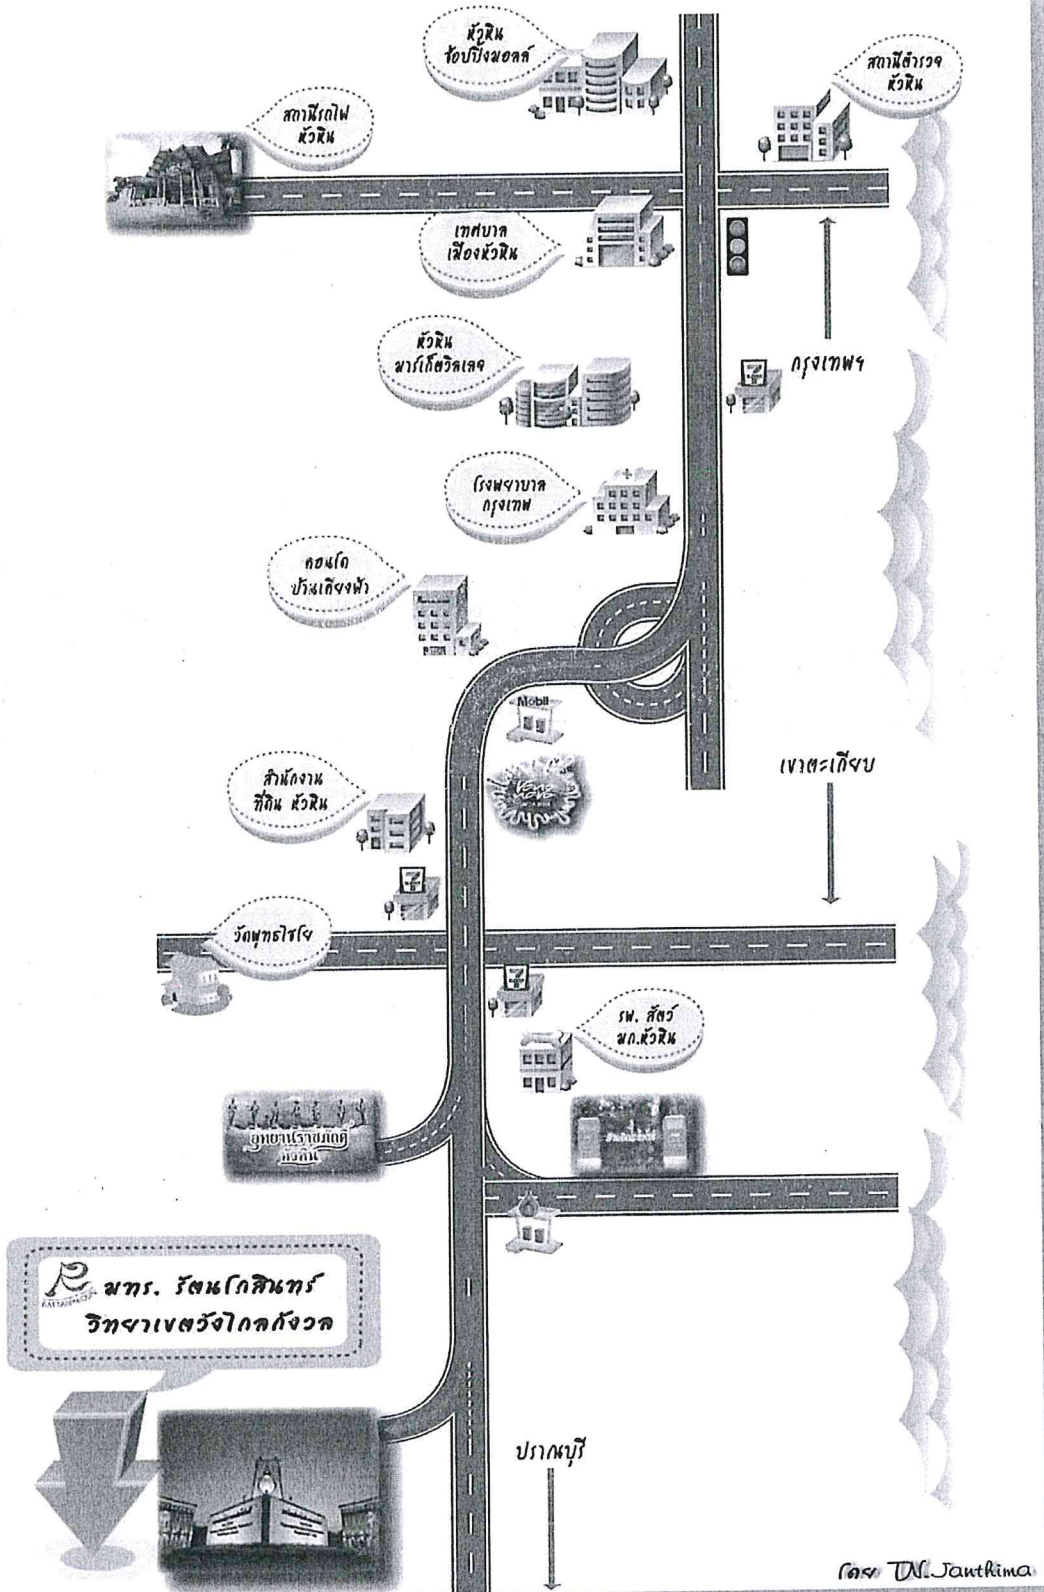 หัวหิน
ช้อปปิ้งมอลล์
สถานีตำรวจ
หัวหิน
สถานีรถไฟ
หัวหิน
เทศบาล
เมืองหัวหิน
หัวหิน
มาร์เก็ตวิลเลจ
กรุงเทพฯ
7
โรงพยาบาล
กรุงเทพ
คอนโด
บ้านเคียงฟ้า
Mobil
เขาตะเกียบ
สำนักงาน
ที่ดิน หัวหิน
7
วัดพุทธไชโย
7
รพ. สัตว์
มก.หัวหิน
อุทยานราชภักดิ์
หัวหิน
มทร. รัตนโกสินทร์
วิทยาเขตวังไกลกังวล
ปราณบุรี
โดย T.N. Janthima